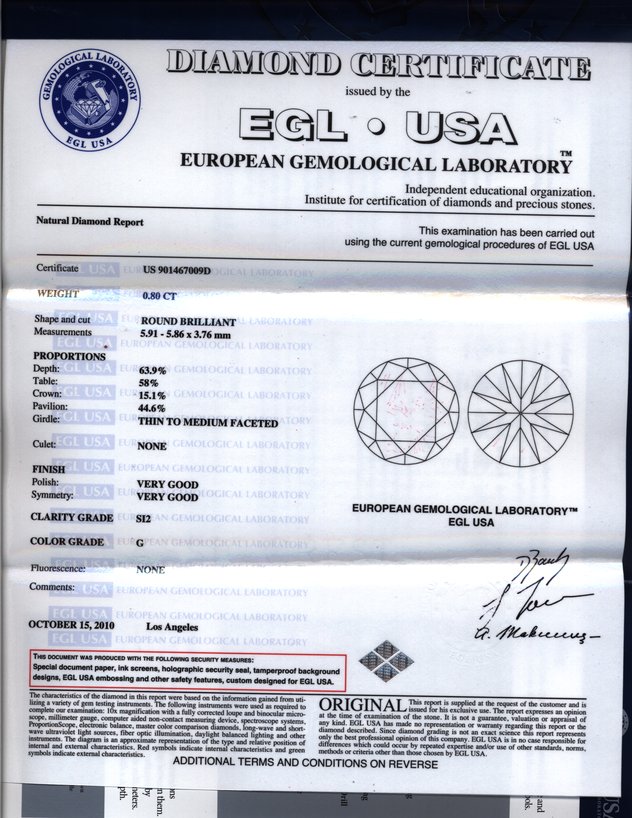 GEMOLOGICAL LABORATORY
EGL USA
DIAMOND CERTIFICATE
issued by the
EGL • USA
EUROPEAN GEMOLOGICAL LABORATORY™
Independent educational organization.
Institute for certification of diamonds and precious stones.
Natural Diamond Report
This examination has been carried out
using the current gemological procedures of EGL USA
Certificate US 901467009D
WEIGHT 0.80 CT
Shape and cut ROUND BRILLIANT
Measurements 5.91 - 5.86 x 3.76 mm
PROPORTIONS
Depth: 63.9%
Table: 58%
Crown: 15.1%
Pavilion: 44.6%
Girdle: THIN TO MEDIUM FACETED
Culet: NONE
FINISH
Polish: VERY GOOD
Symmetry: VERY GOOD
CLARITY GRADE SI2
COLOR GRADE G
Fluorescence: NONE
Comments:
EUROPEAN GEMOLOGICAL LABORATORY™
EGL USA
OCTOBER 15, 2010 Los Angeles
THIS DOCUMENT WAS PRODUCED WITH THE FOLLOWING SECURITY MEASURES:
Special document paper, ink screens, holographic security seal, tamperproof background
designs, EGL USA embossing and other safety features, custom designed for EGL USA.
The characteristics of the diamond in this report were based on the information gained from uti-
lizing a variety of gem testing instruments. The following instruments were used as required to
complete our examination: 10x magnification with a fully corrected loupe and binocular micro-
scope, millimeter gauge, computer aided non-contact measuring device, spectroscope systems,
ProportionScope, electronic balance, master color comparison diamonds, long-wave and short-
wave ultraviolet light sources, fiber optic illumination, daylight balanced lighting and other
instruments. The diagram is an approximate representation of the type and relative position of
internal and external characteristics. Red symbols indicate internal characteristics and green
symbols indicate external characteristics.
ORIGINAL This report is supplied at the request of the customer and is
issued for his exclusive use. The report expresses an opinion
at the time of examination of the stone. It is not a guarantee, valuation or appraisal of
any kind. EGL USA has made no representation or warranty regarding this report or the
diamond described. Since diamond grading is not an exact science this report represents
only the best professional opinion of this company. EGL USA is in no case responsible for
differences which could occur by repeated expertise and/or use of other standards, norms,
methods or criteria other than those chosen by EGL USA.
ADDITIONAL TERMS AND CONDITIONS ON REVERSE